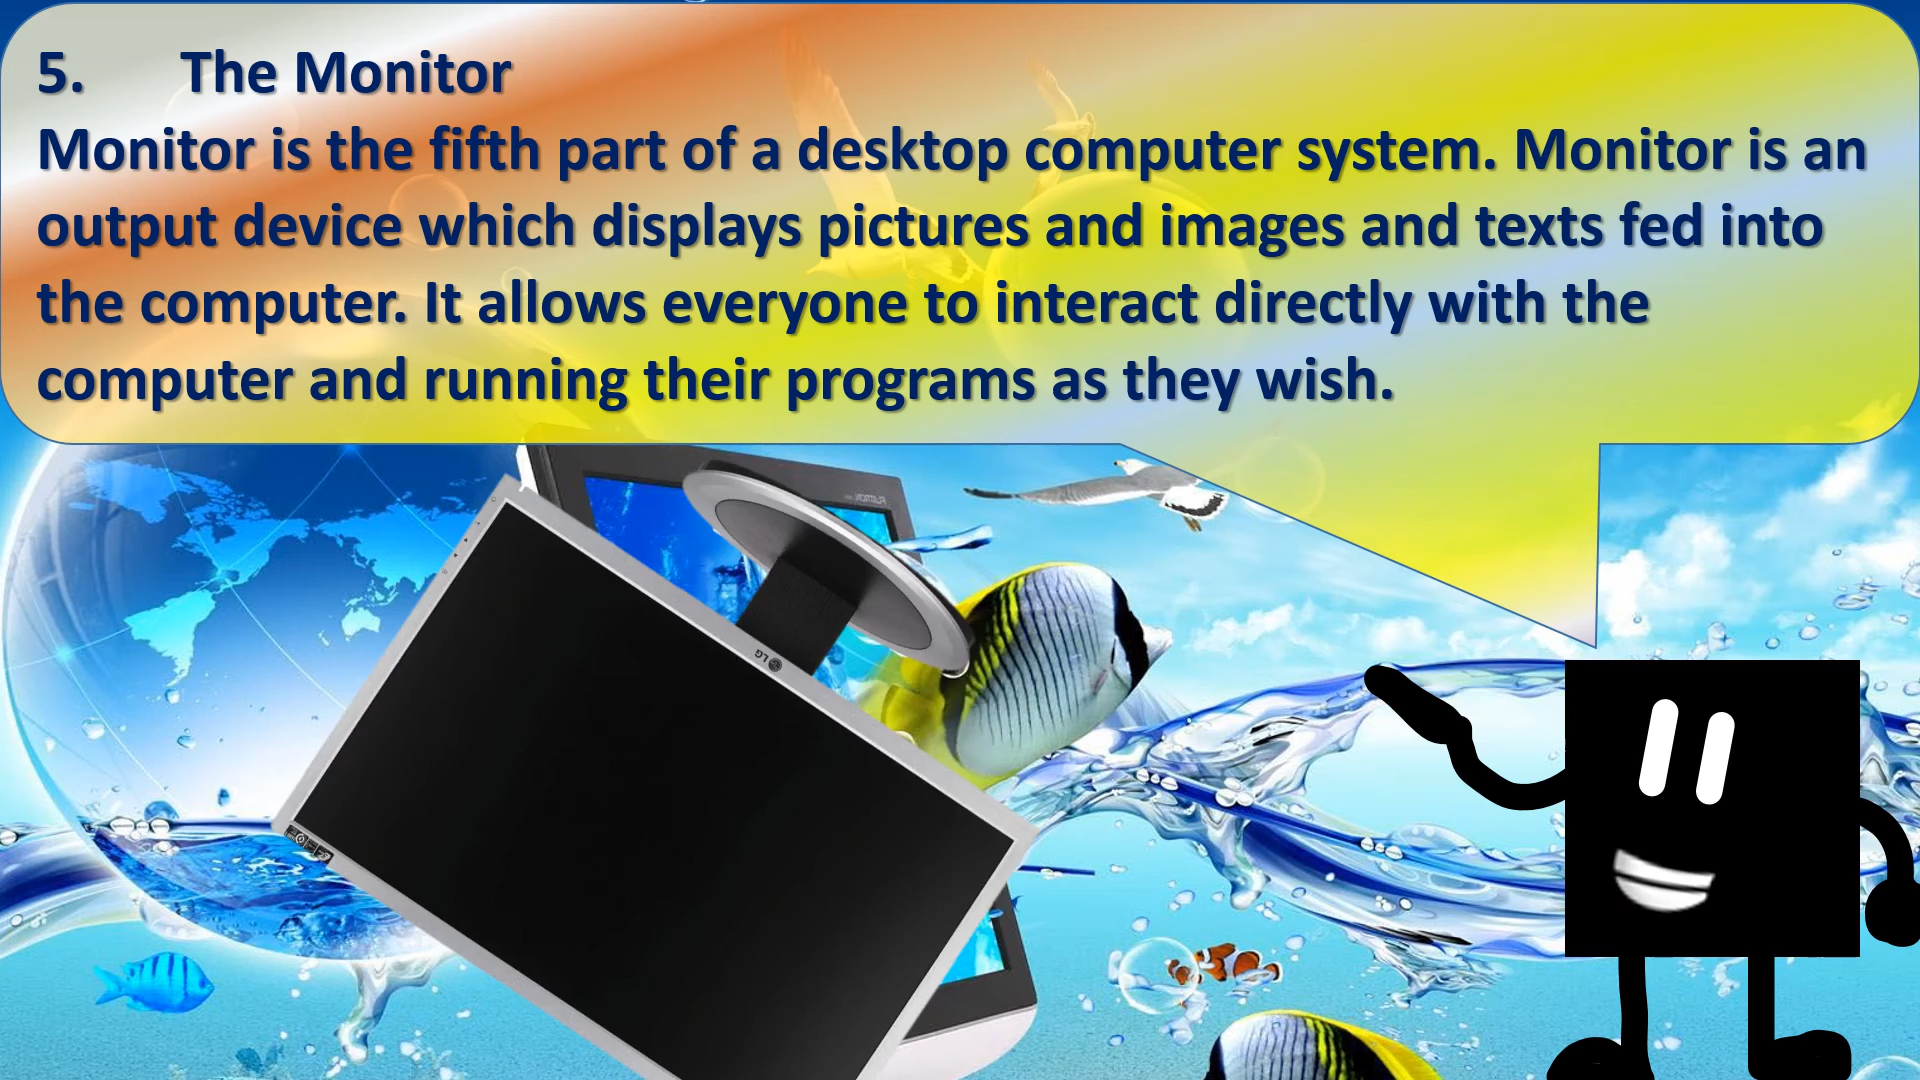 5. The Monitor
Monitor is the fifth part of a desktop computer system. Monitor is an
output device which displays pictures and images and texts fed into
the computer. It allows everyone to interact directly with the
computer and running their programs as they wish.
FLATRON
LG